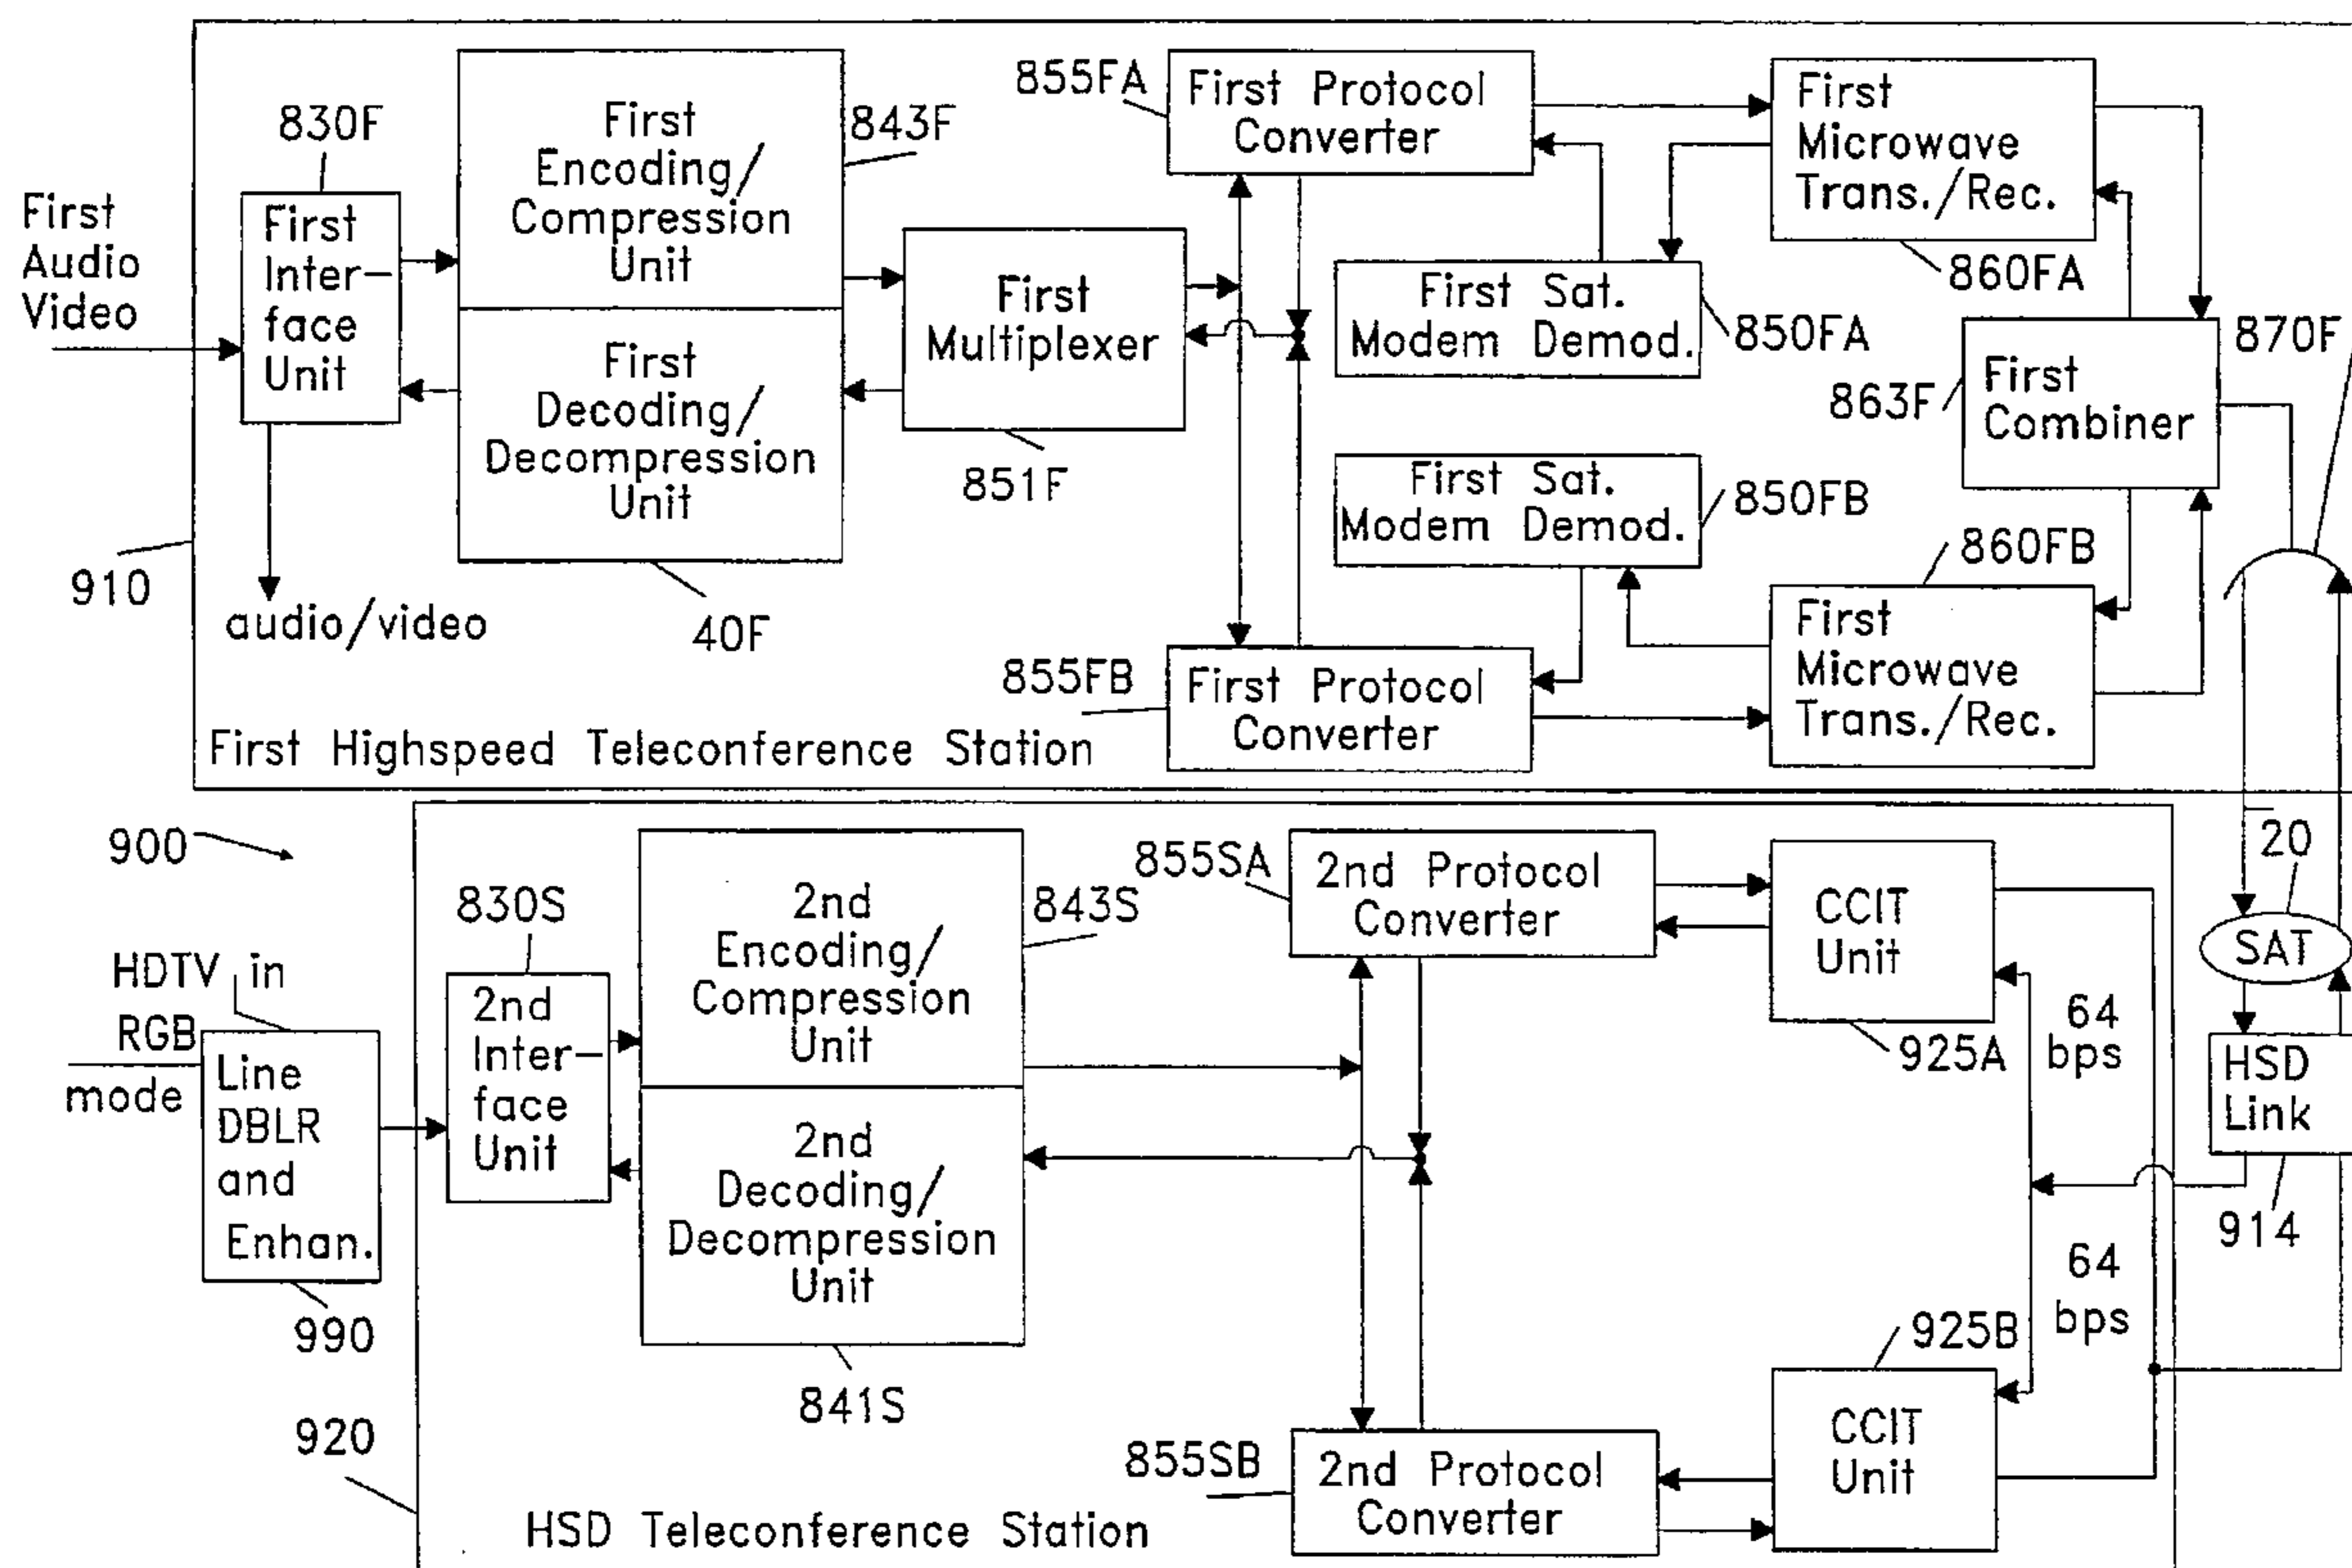 First
Audio
Video
830F
First
Inter-
face
Unit
audio/video
910
First
Encoding/
Compression
Unit
843F
First
Decoding/
Decompression
Unit
40F
First
Multiplexer
851F
855FA
First Protocol
Converter
First Sat.
Modem Demod.
850FA
First
Microwave
Trans./Rec.
860FA
First
Combiner
863F
870F
First Sat.
Modem Demod.
850FB
855FB
First Protocol
Converter
860FB
First
Microwave
Trans./Rec.
First Highspeed Teleconference Station
900
HDTV in
RGB
mode
Line
DBLR
and
Enhan.
990
920
830S
2nd
Inter-
face
Unit
2nd
Encoding/
Compression
Unit
843S
2nd
Decoding/
Decompression
Unit
841S
855SA
2nd Protocol
Converter
CCIT
Unit
925A
64
bps
20
SAT
HSD
Link
914
64
bps
925B
CCIT
Unit
855SB
2nd Protocol
Converter
HSD Teleconference Station